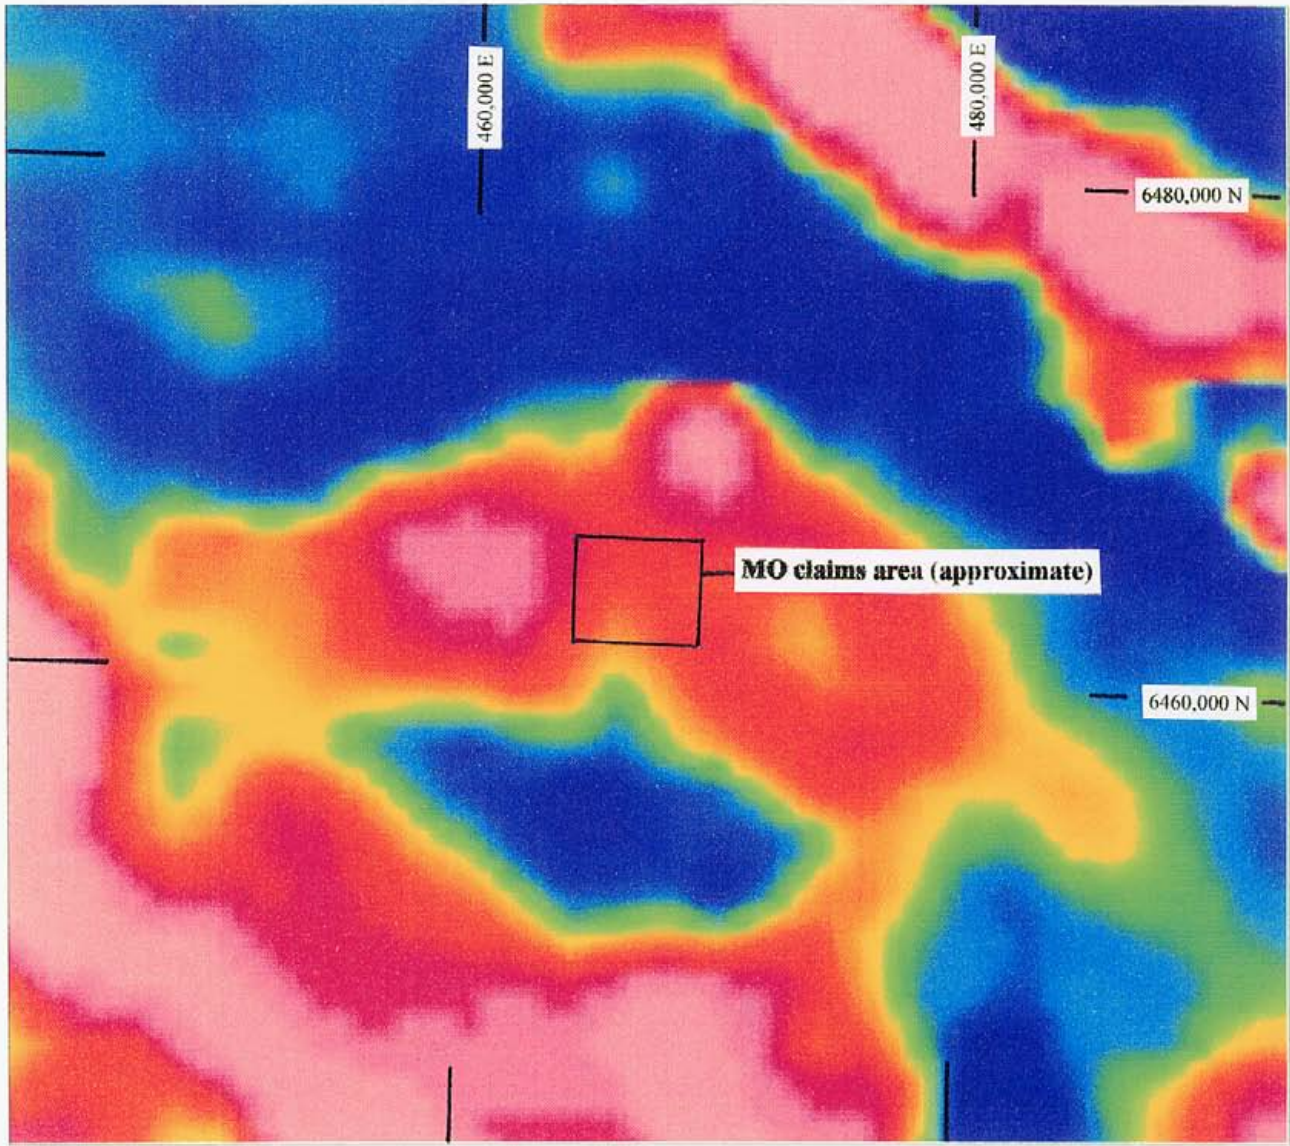 460,000 E
480,000 E
6480,000 N
MO claims area (approximate)
6460,000 N